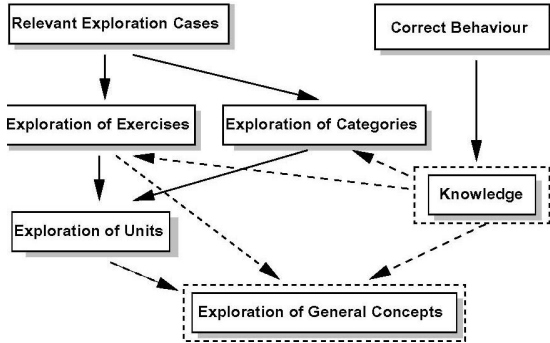 Relevant Exploration Cases
Correct Behaviour
Exploration of Exercises
Exploration of Categories
Knowledge
Exploration of Units
Exploration of General Concepts